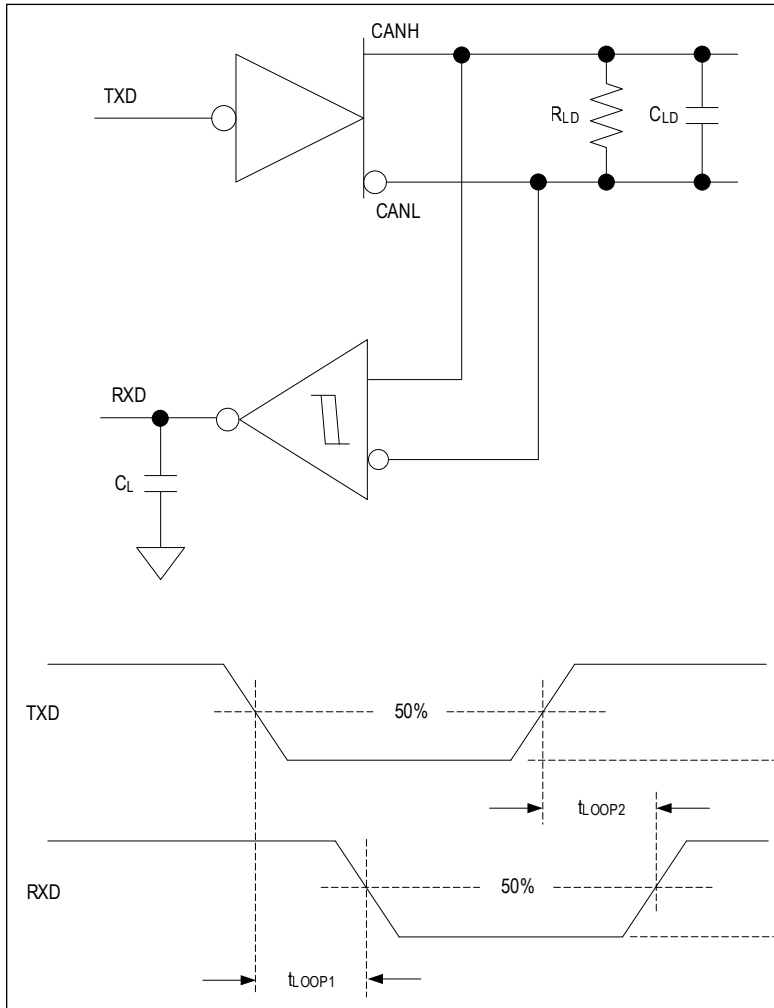 CANH
TXD
RLD
CLD
CANL
RXD
CL
TXD
50%
tLOOP2
RXD
50%
tLOOP1